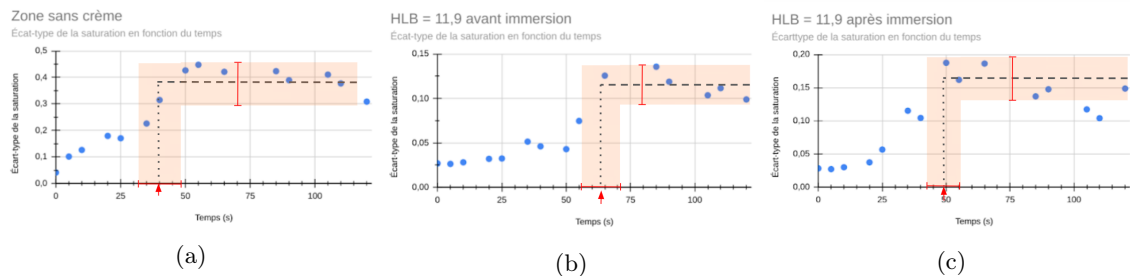 Zone sans crème
Écat-type de la saturation en fonction du temps
Écart-type de la saturation
0,5
0,4
0,3
0,2
0,1
0,0
0
25
50
75
100
Temps (s)
(a)
HLB = 11,9 avant immersion
Écat-type de la saturation en fonction du temps
Écart-type de la saturation
0,15
0,10
0,05
0,00
0
25
50
75
100
Temps (s)
(b)
HLB = 11,9 après immersion
Écarttype de la saturation en fonction du temps
Écart-type de la saturation
0,20
0,15
0,10
0,05
0,00
0
25
50
75
100
Temps (s)
(c)